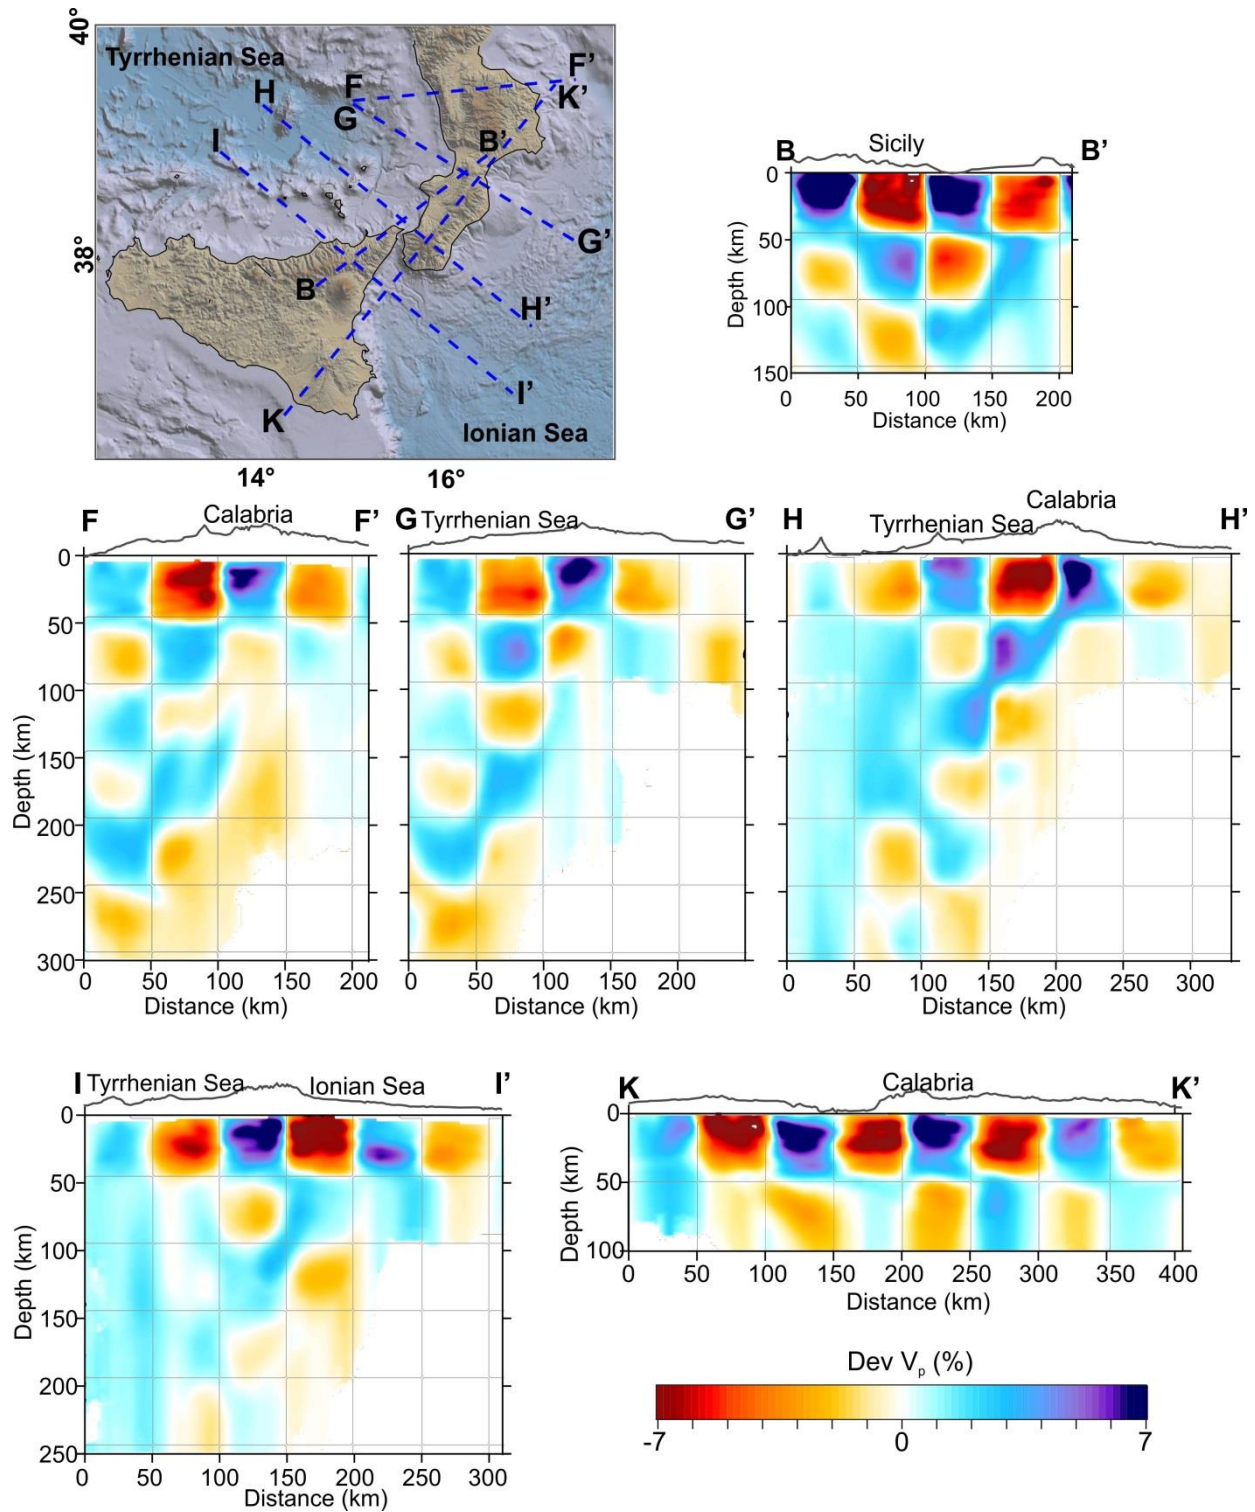 40°
Tyrrhenian Sea
F'
H
F
K'
G
I
B'
38°
G'
B
H'
I'
K
Ionian Sea
14° 16°
B Sicily B'
0
50
100
150
Depth (km)
0 50 100 150 200
Distance (km)
F Calabria F'
0
50
100
150
200
250
300
Depth (km)
0 50 100 150 200
Distance (km)
G Tyrrhenian Sea G'
0 50 100 150 200
Distance (km)
H Tyrrhenian Sea Calabria H'
0 50 100 150 200 250 300
Distance (km)
I Tyrrhenian Sea Ionian Sea I'
0
50
100
150
200
250
Depth (km)
0 50 100 150 200 250 300
Distance (km)
K Calabria K'
0
50
100
Depth (km)
0 50 100 150 200 250 300 350 400
Distance (km)
Dev Vp (%)
-7 0 7